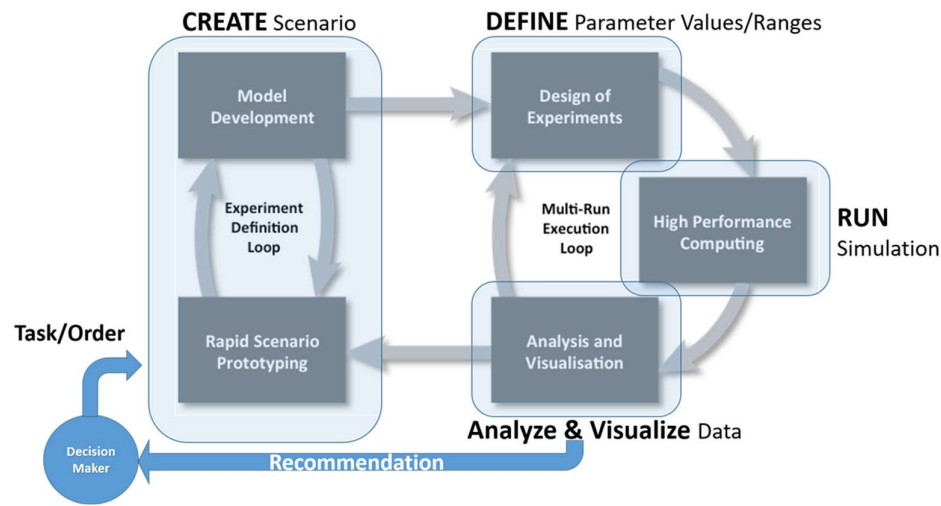 CREATE Scenario
DEFINE Parameter Values/Ranges
Model
Development
Design of
Experiments
Experiment
Definition
Loop
Multi-Run
Execution
Loop
High Performance
Computing
RUN
Simulation
Rapid Scenario
Prototyping
Analysis and
Visualisation
Task/Order
Analyze & Visualize Data
Decision
Maker
Recommendation